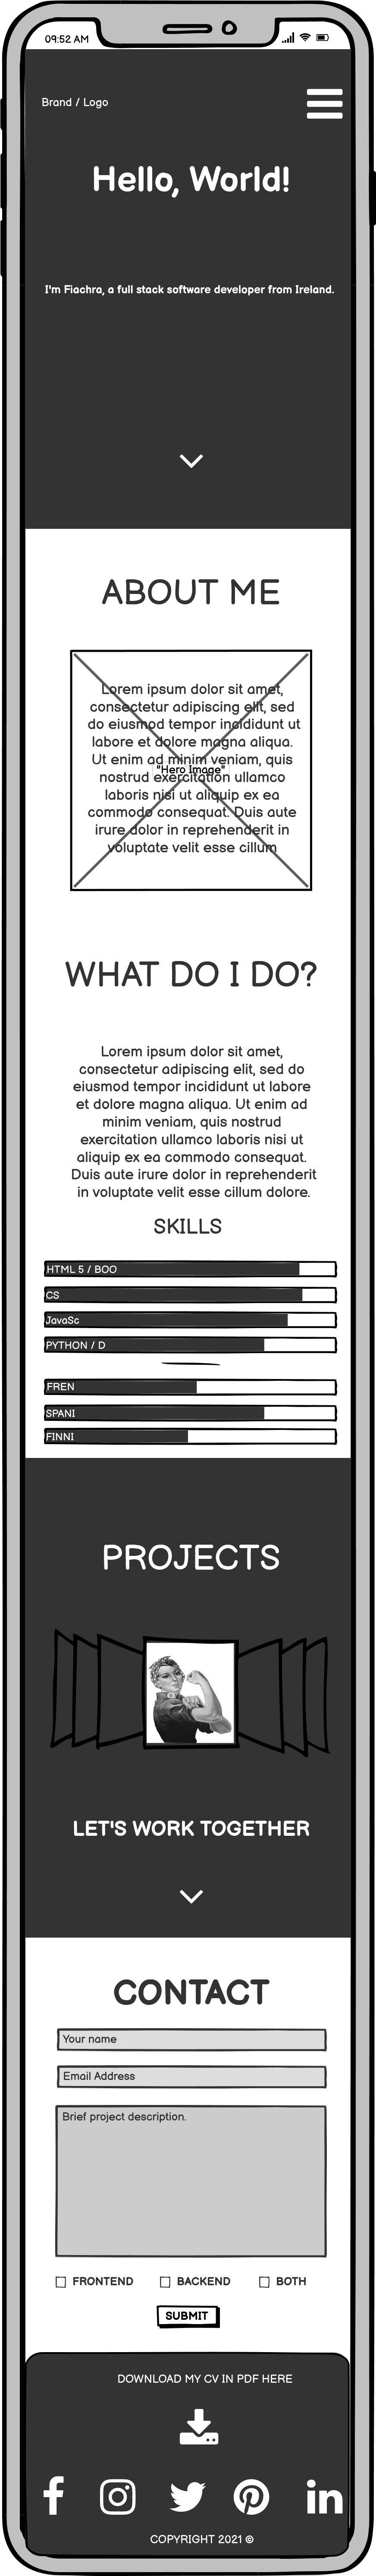 09:52 AM
Brand / Logo
Hello, World!
I'm Fiachra, a full stack software developer from Ireland.
ABOUT ME
Lorem ipsum dolor sit amet,
consectetur adipiscing elit, sed
do eiusmod tempor incididunt ut
labore et dolore magna aliqua.
Ut enim ad minim veniam, quis
"Hero Image"
nostrud exercitation ullamco
laboris nisi ut aliquip ex ea
commodo consequat. Duis aute
irure dolor in reprehenderit in
voluptate velit esse cillum
WHAT DO I DO?
Lorem ipsum dolor sit amet,
consectetur adipiscing elit, sed do
eiusmod tempor incididunt ut labore
et dolore magna aliqua. Ut enim ad
minim veniam, quis nostrud
exercitation ullamco laboris nisi ut
aliquip ex ea commodo consequat.
Duis aute irure dolor in reprehenderit
in voluptate velit esse cillum dolore.
SKILLS
HTML 5 / BOO
CS
JavaSc
PYTHON / D
FREN
SPANI
FINNI
PROJECTS
LET'S WORK TOGETHER
CONTACT
Your name
Email Address
Brief project description.
FRONTEND BACKEND BOTH
SUBMIT
DOWNLOAD MY CV IN PDF HERE
COPYRIGHT 2021 ©